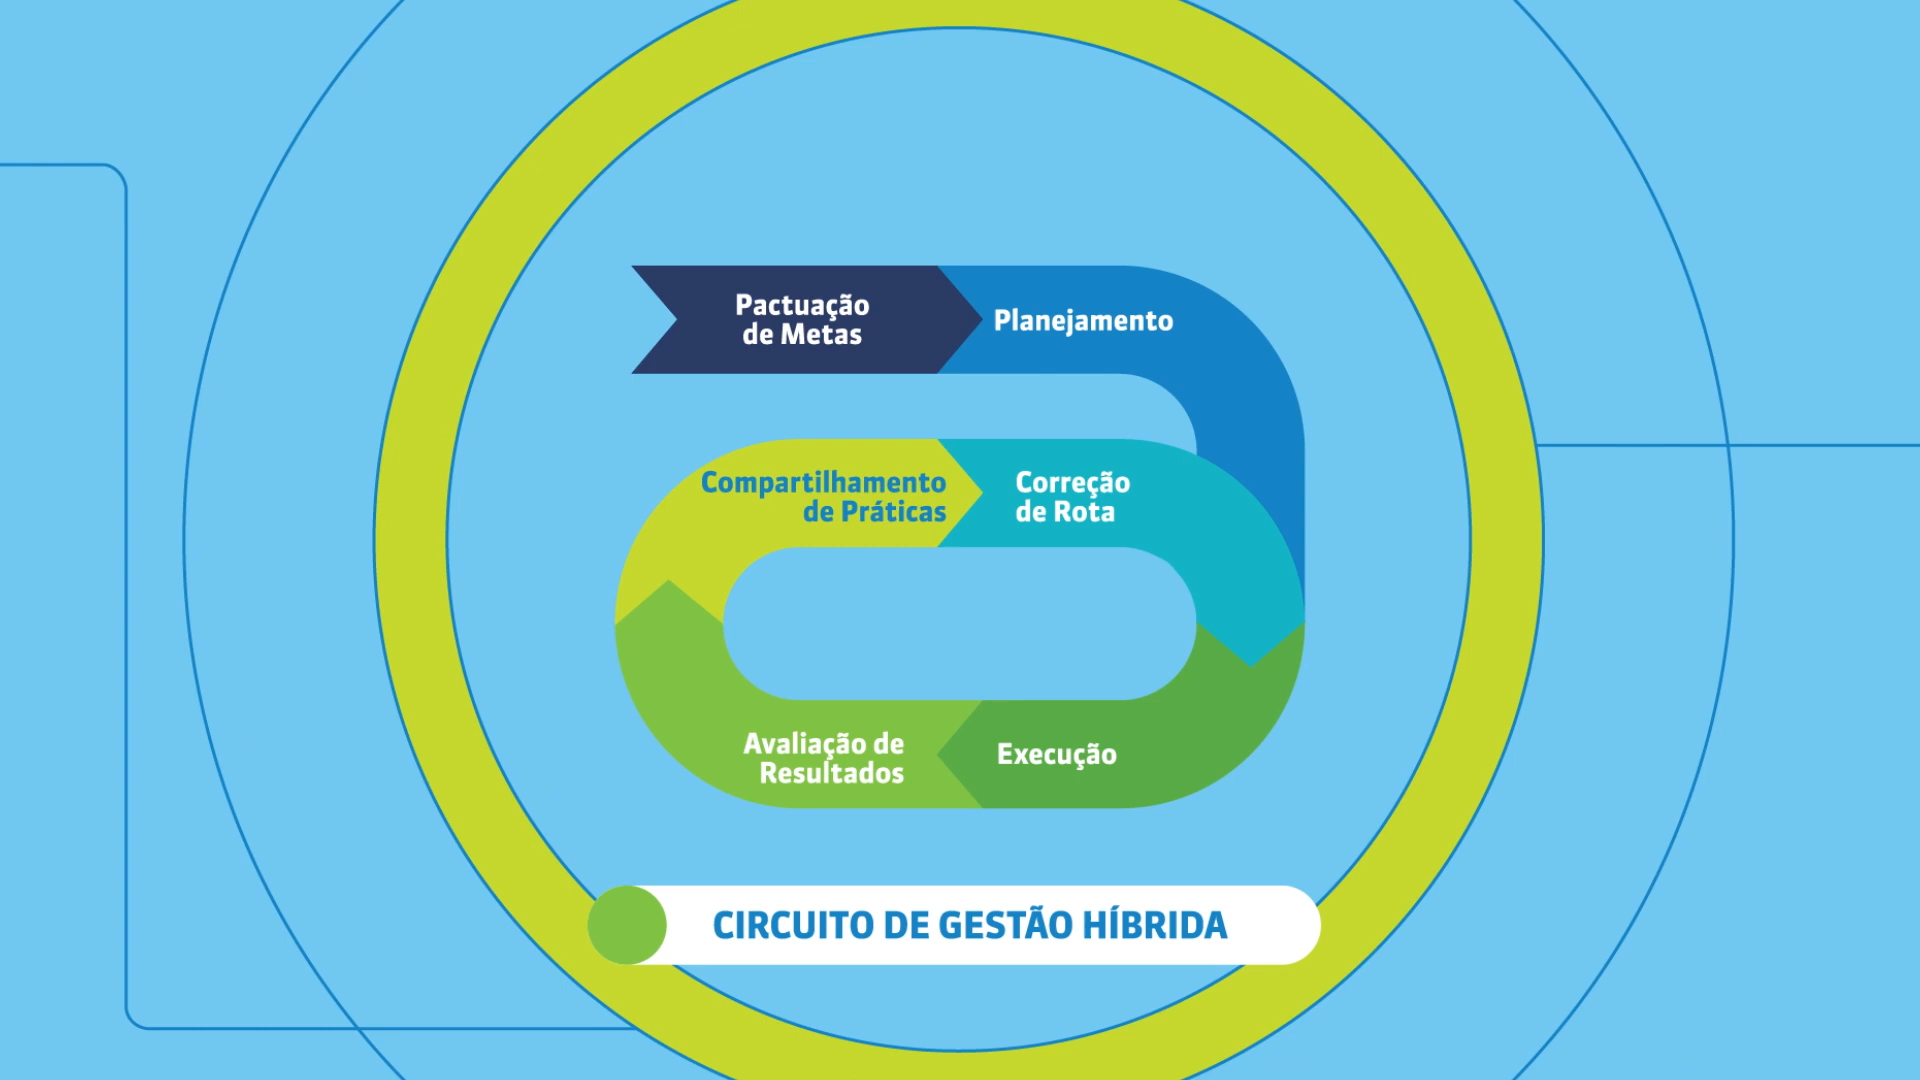 Pactuação
de Metas
Planejamento
Compartilhamento
de Práticas
Correção
de Rota
Avaliação de
Resultados
Execução
CIRCUITO DE GESTÃO HÍBRIDA